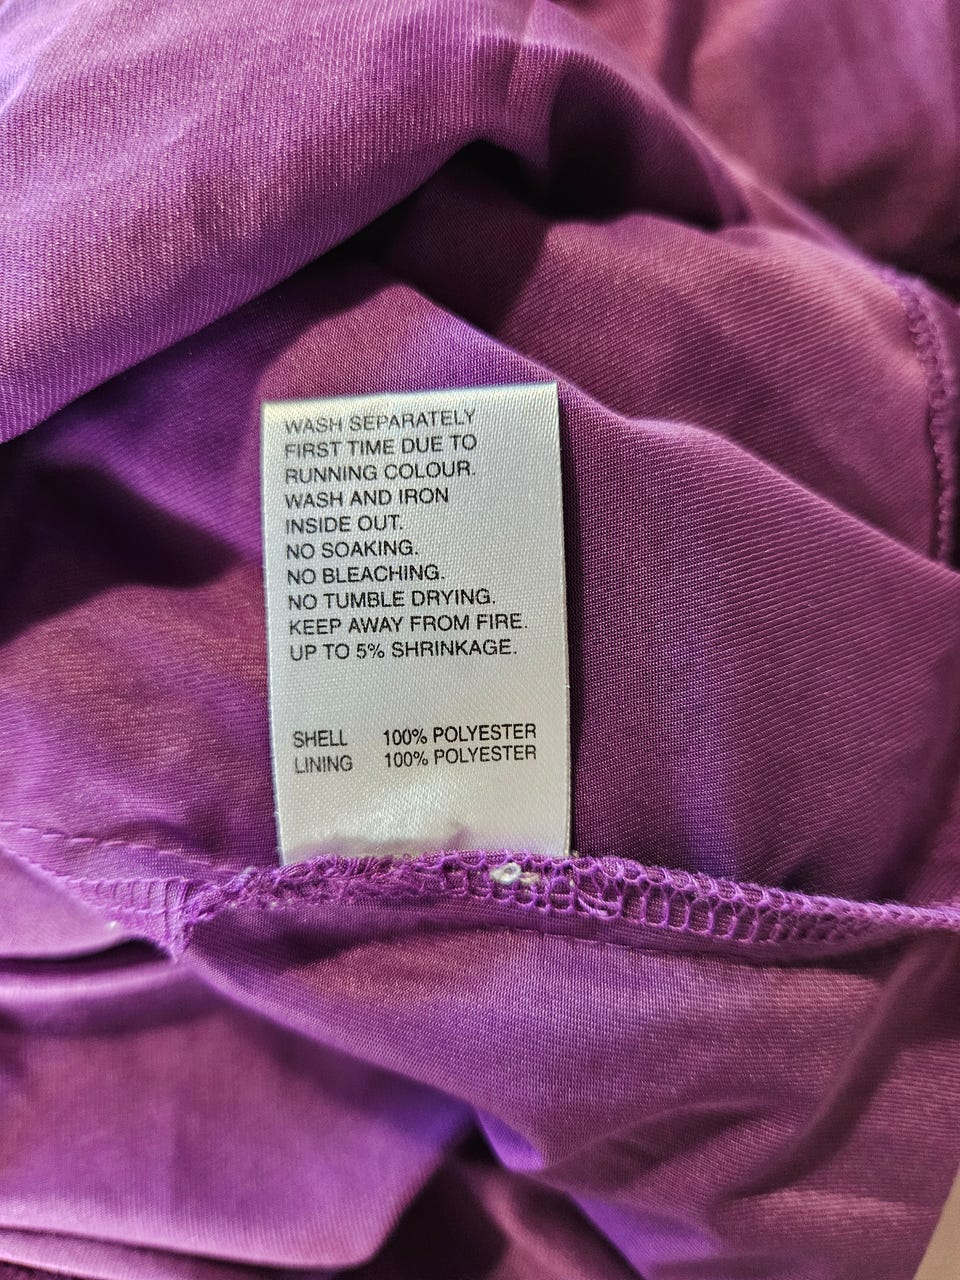 WASH SEPARATELY
FIRST TIME DUE TO
RUNNING COLOUR.
WASH AND IRON
INSIDE OUT.
NO SOAKING.
NO BLEACHING.
NO TUMBLE DRYING.
KEEP AWAY FROM FIRE.
UP TO 5% SHRINKAGE.
SHELL 100% POLYESTER
LINING 100% POLYESTER